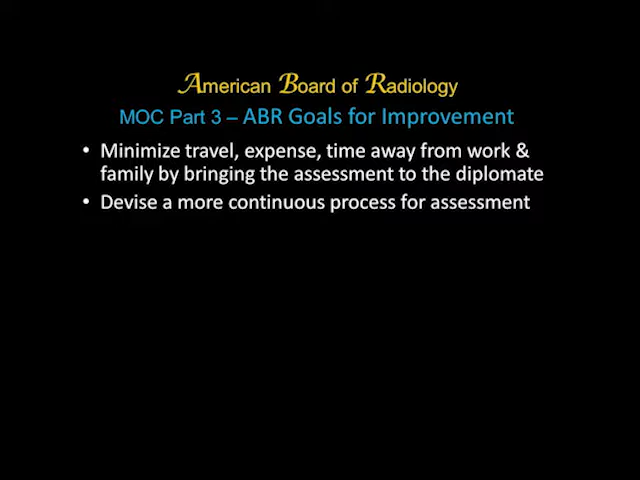 American Board of Radiology
MOC Part 3 – ABR Goals for Improvement
• Minimize travel, expense, time away from work &
family by bringing the assessment to the diplomate
• Devise a more continuous process for assessment